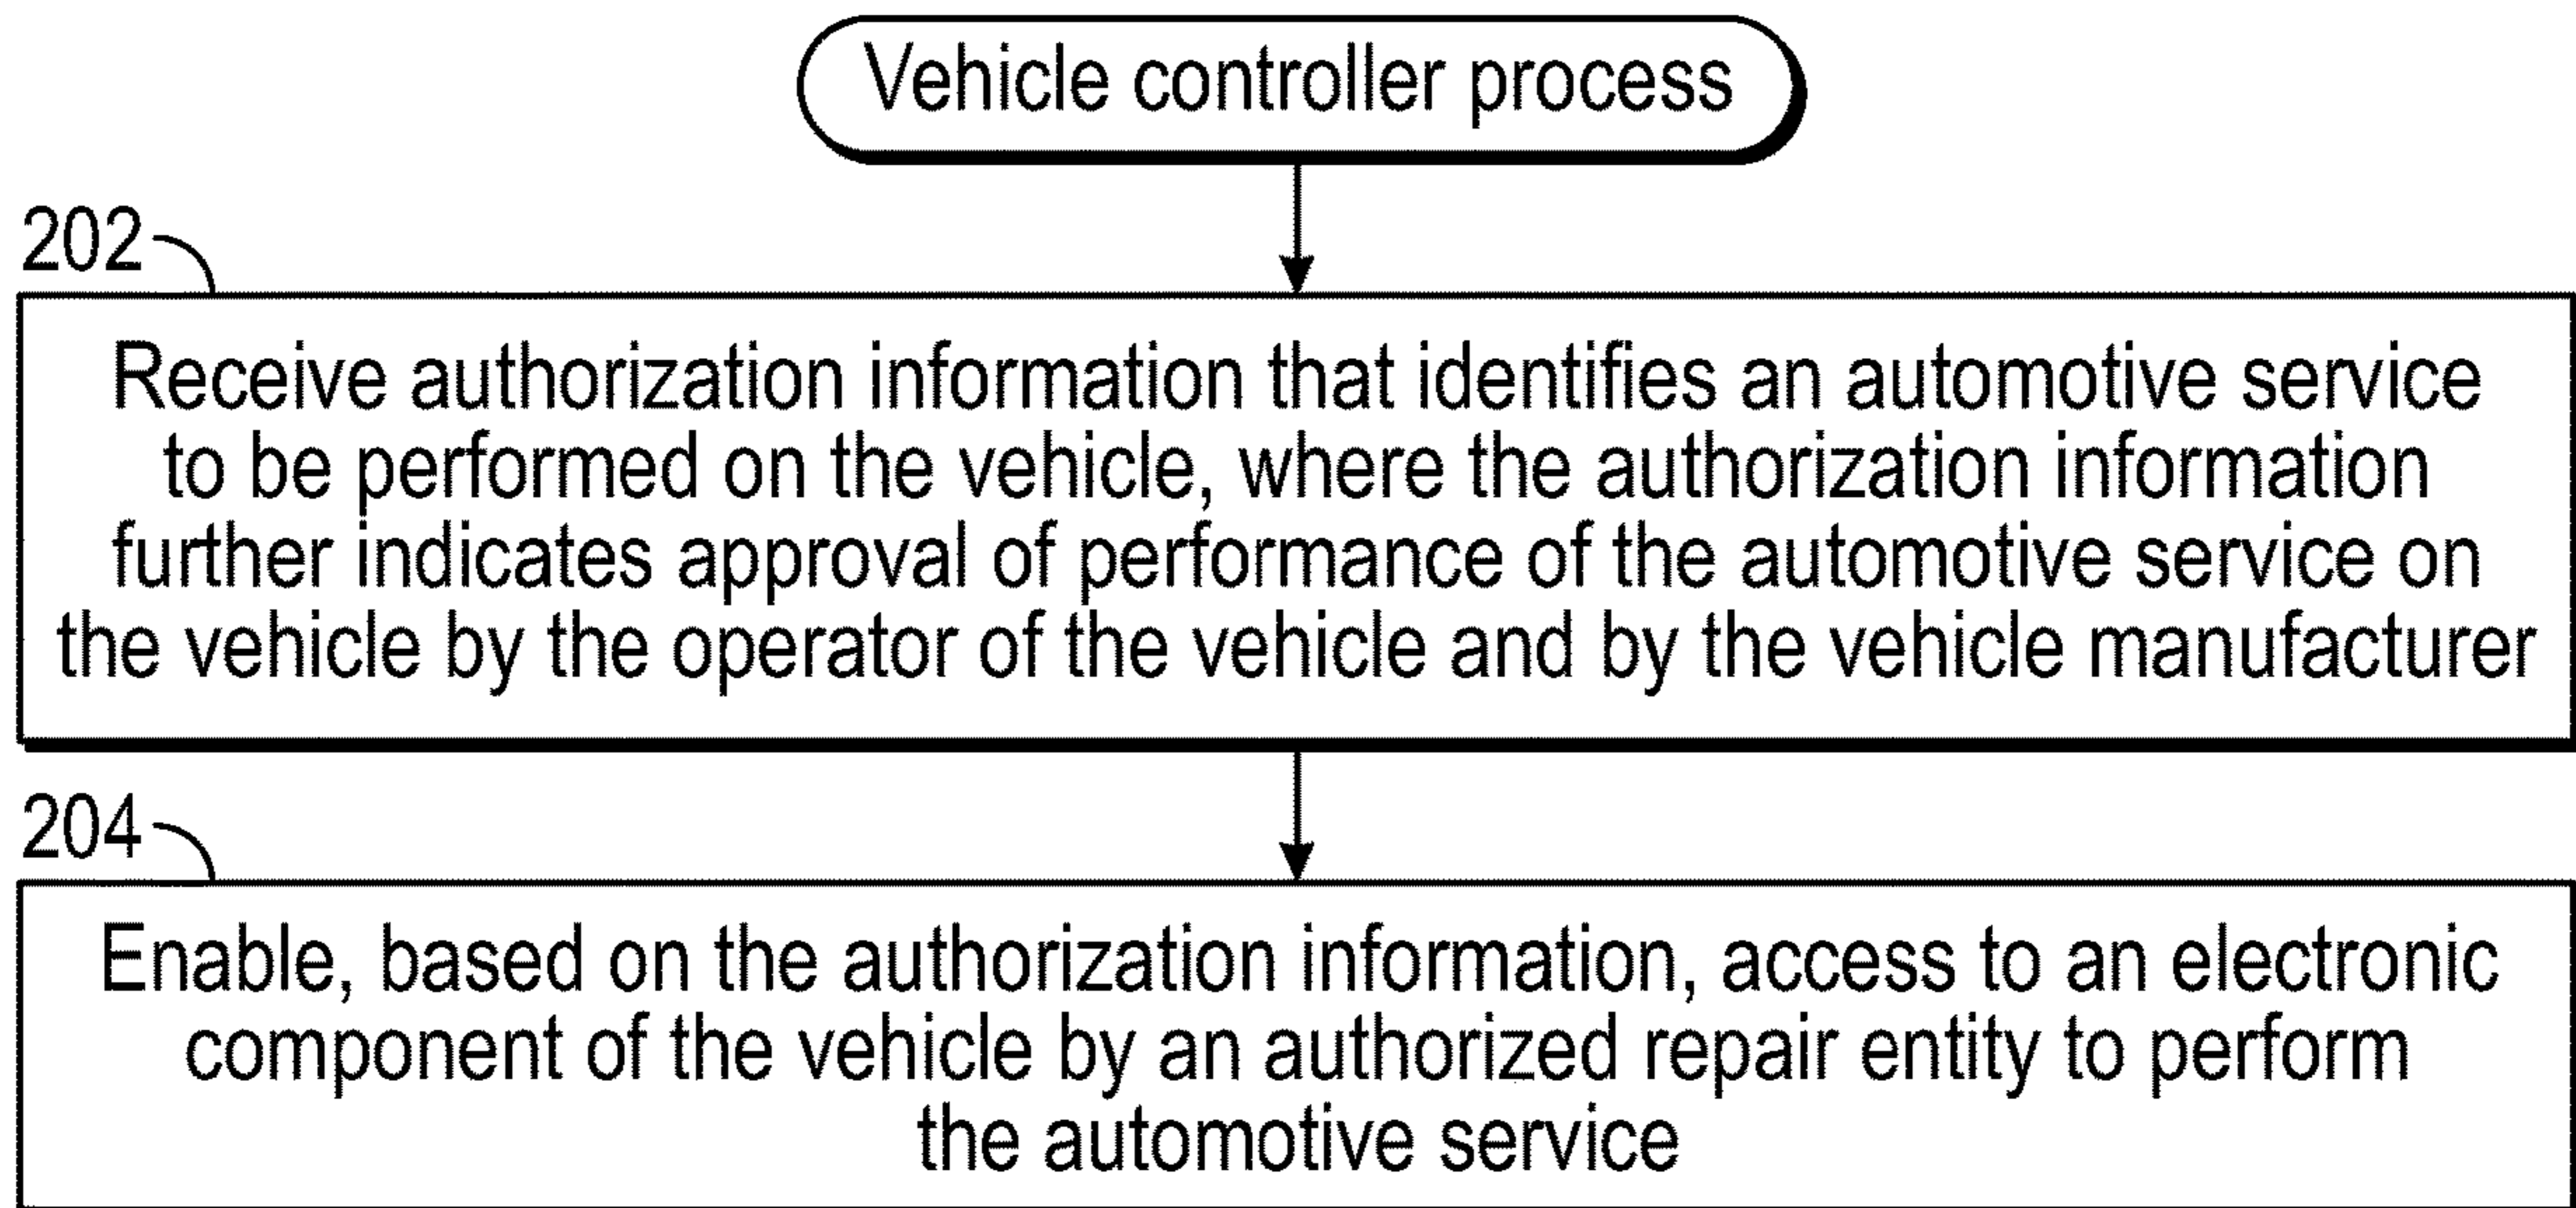 Vehicle controller process
202
Receive authorization information that identifies an automotive service
to be performed on the vehicle, where the authorization information
further indicates approval of performance of the automotive service on
the vehicle by the operator of the vehicle and by the vehicle manufacturer
204
Enable, based on the authorization information, access to an electronic
component of the vehicle by an authorized repair entity to perform
the automotive service